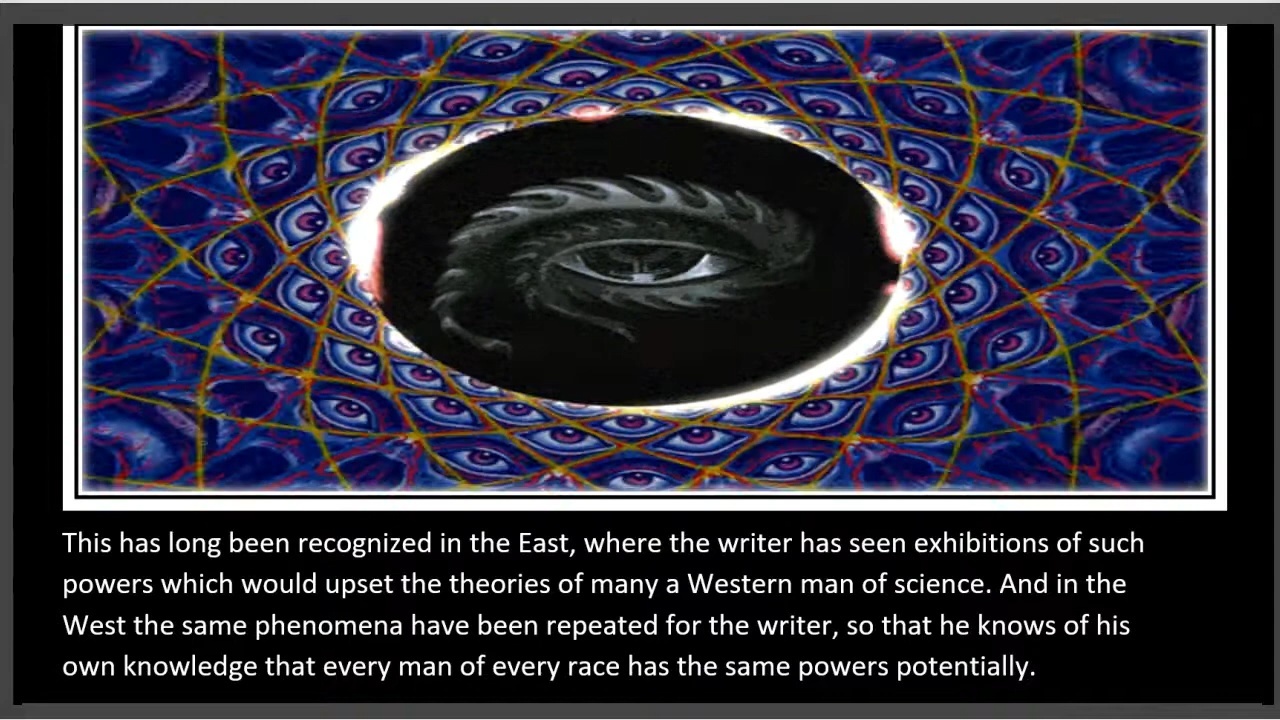 This has long been recognized in the East, where the writer has seen exhibitions of such
powers which would upset the theories of many a Western man of science. And in the
West the same phenomena have been repeated for the writer, so that he knows of his
own knowledge that every man of every race has the same powers potentially.